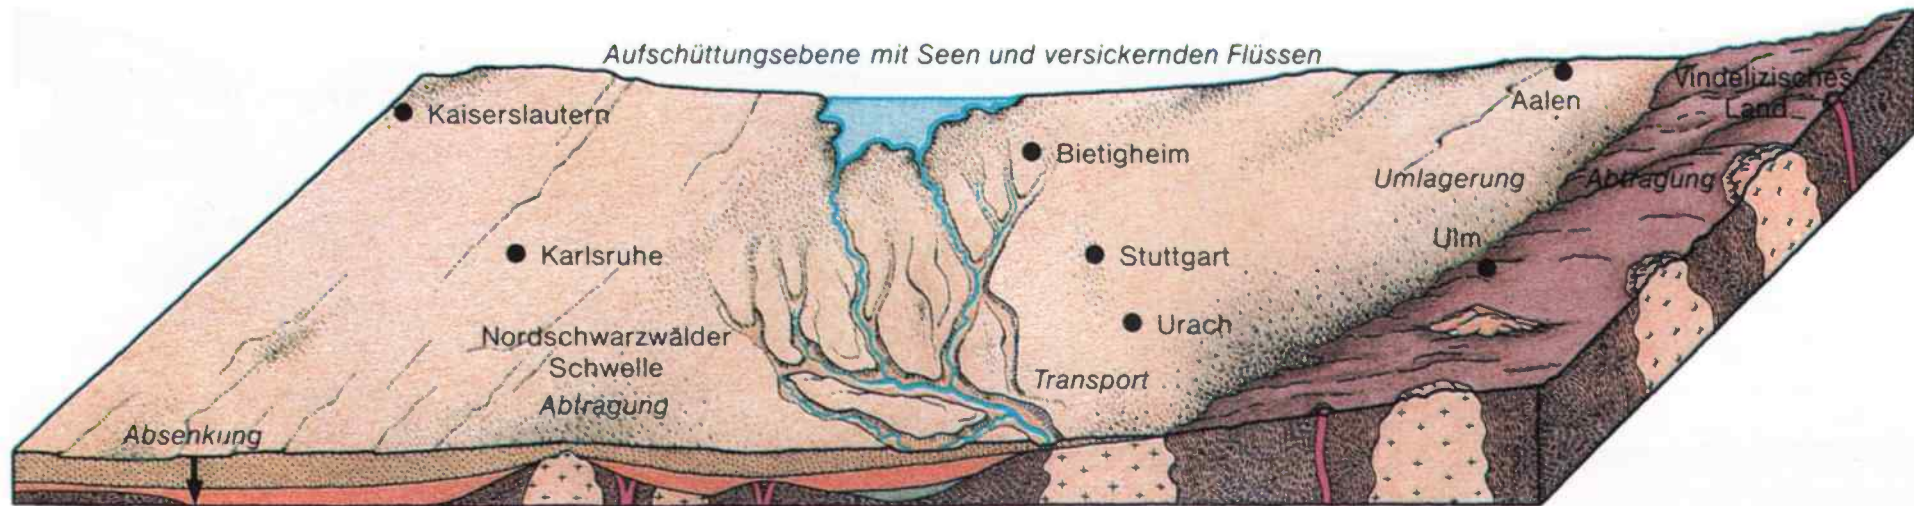 Aufschüttungsebene mit Seen und versickernden Flüssen
Vindelizisches
Land
Aalen
Kaiserslautern
Bietigheim
Umlagerung
Abtragung
Ulm
Karlsruhe
Stuttgart
Urach
Nordschwarzwälder
Schwelle
Abtragung
Transport
Absenkung